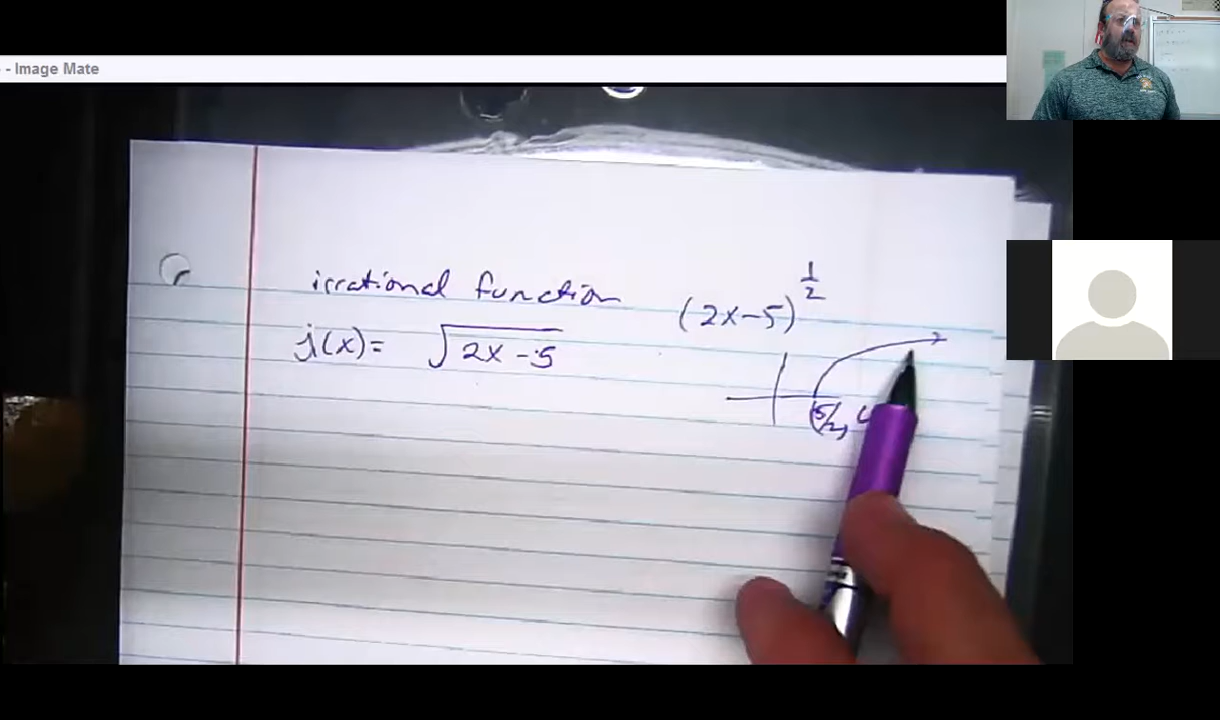 - Image Mate
irrational function
(2x-5)^1/2
j(x)= √2x-5
(5/2,